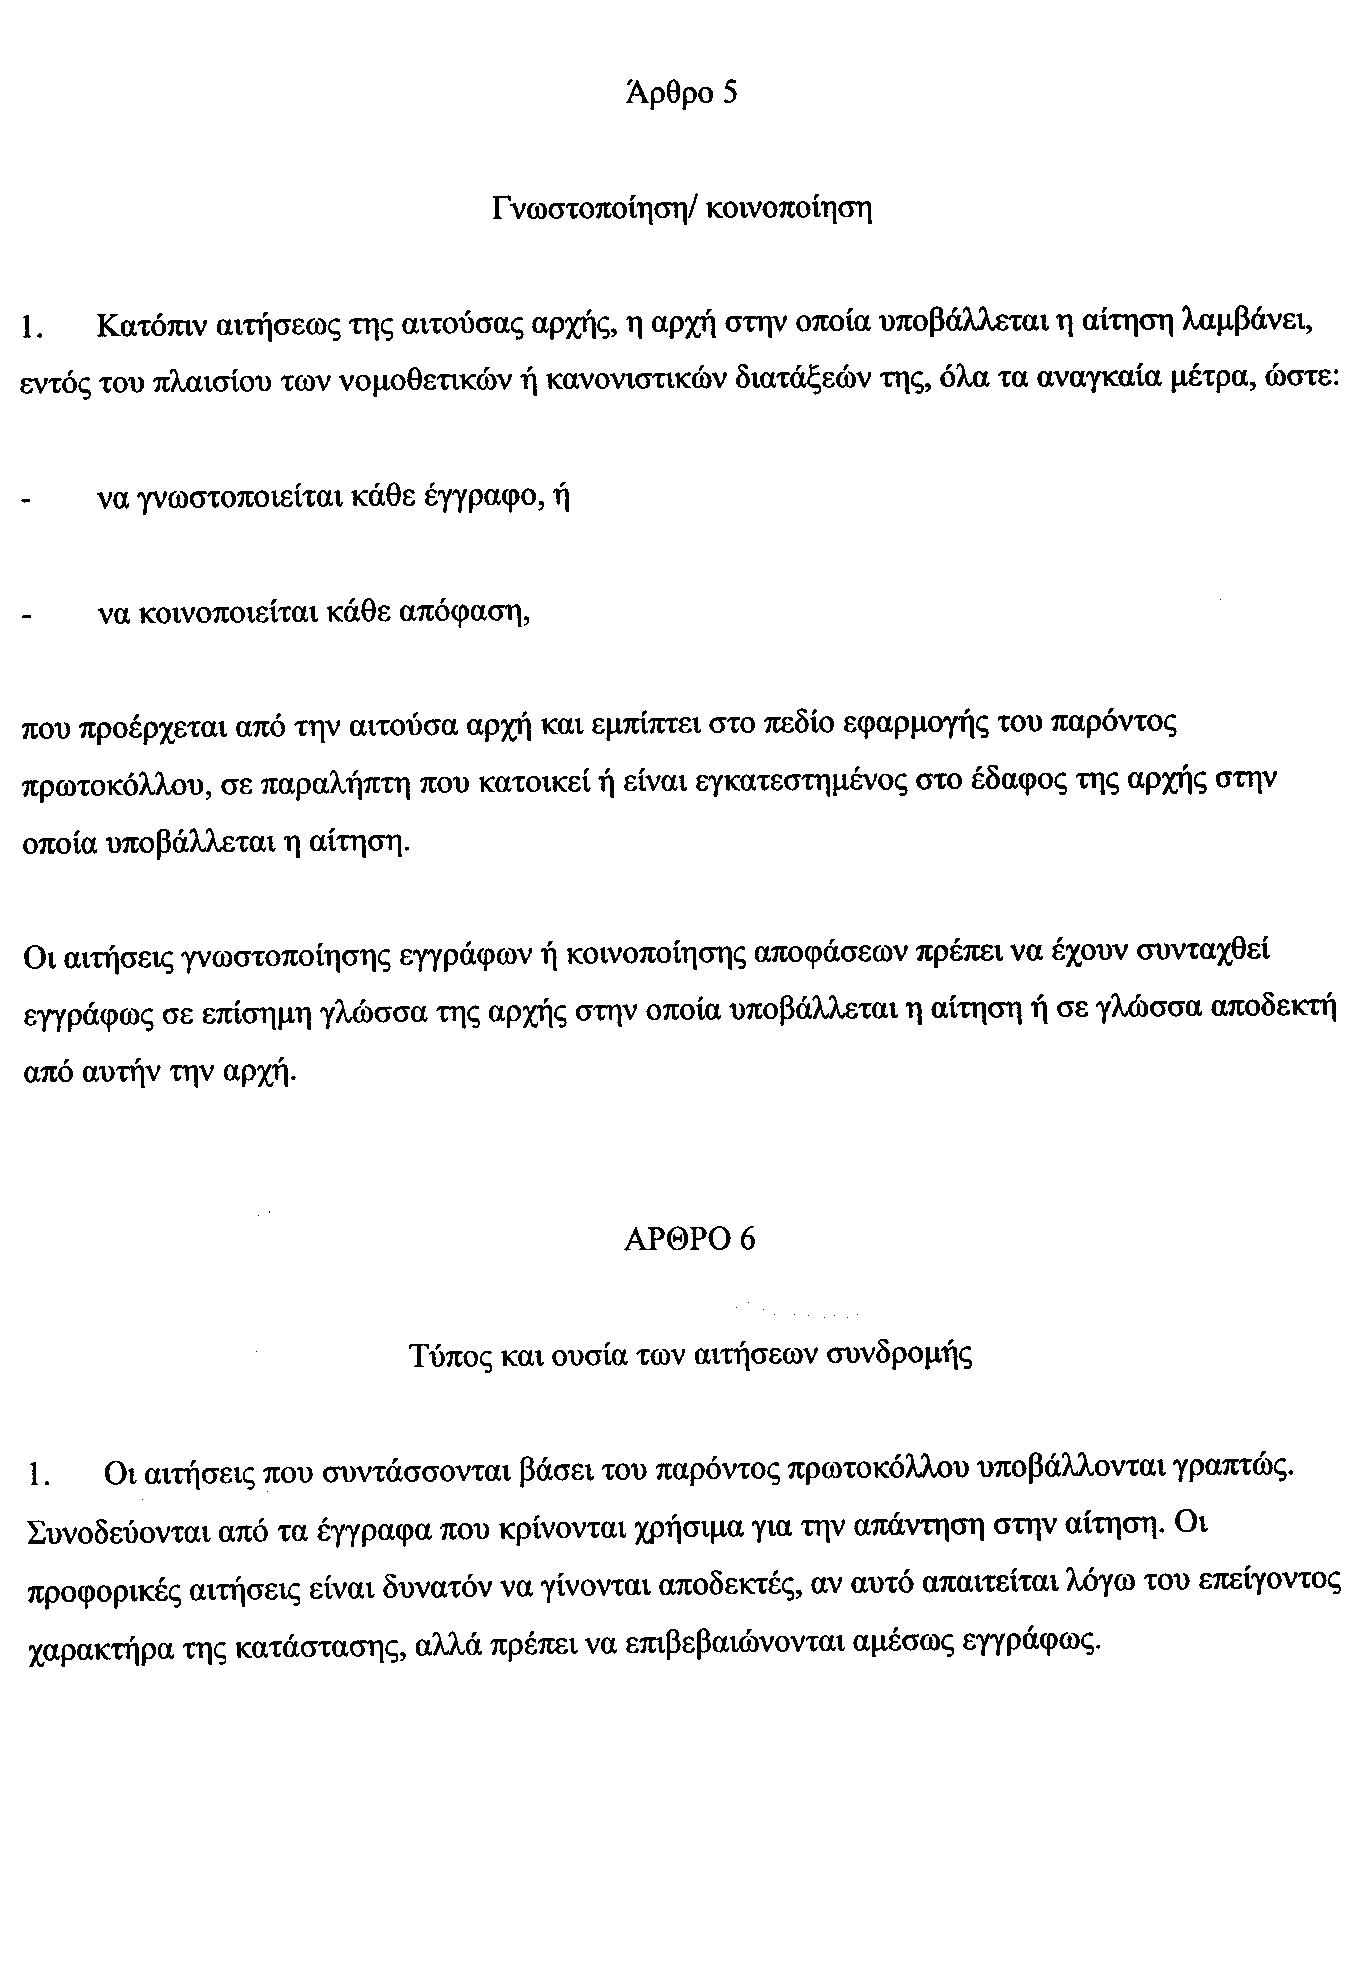 Άρθρο 5
Γνωστοποίηση/ κοινοποίηση
1. Κατόπιν αιτήσεως της αιτούσας αρχής, η αρχή στην οποία υποβάλλεται η αίτηση λαμβάνει,
εντός του πλαισίου των νομοθετικών ή κανονιστικών διατάξεών της, όλα τα αναγκαία μέτρα, ώστε:
- να γνωστοποιείται κάθε έγγραφο, ή
- να κοινοποιείται κάθε απόφαση,
που προέρχεται από την αιτούσα αρχή και εμπίπτει στο πεδίο εφαρμογής του παρόντος
πρωτοκόλλου, σε παραλήπτη που κατοικεί ή είναι εγκατεστημένος στο έδαφος της αρχής στην
οποία υποβάλλεται η αίτηση.
Οι αιτήσεις γνωστοποίησης εγγράφων ή κοινοποίησης αποφάσεων πρέπει να έχουν συνταχθεί
εγγράφως σε επίσημη γλώσσα της αρχής στην οποία υποβάλλεται η αίτηση ή σε γλώσσα αποδεκτή
από αυτήν την αρχή.
ΑΡΘΡΟ 6
Τύπος και ουσία των αιτήσεων συνδρομής
1. Οι αιτήσεις που συντάσσονται βάσει του παρόντος πρωτοκόλλου υποβάλλονται γραπτώς.
Συνοδεύονται από τα έγγραφα που κρίνονται χρήσιμα για την απάντηση στην αίτηση. Οι
προφορικές αιτήσεις είναι δυνατόν να γίνονται αποδεκτές, αν αυτό απαιτείται λόγω του επείγοντος
χαρακτήρα της κατάστασης, αλλά πρέπει να επιβεβαιώνονται αμέσως εγγράφως.